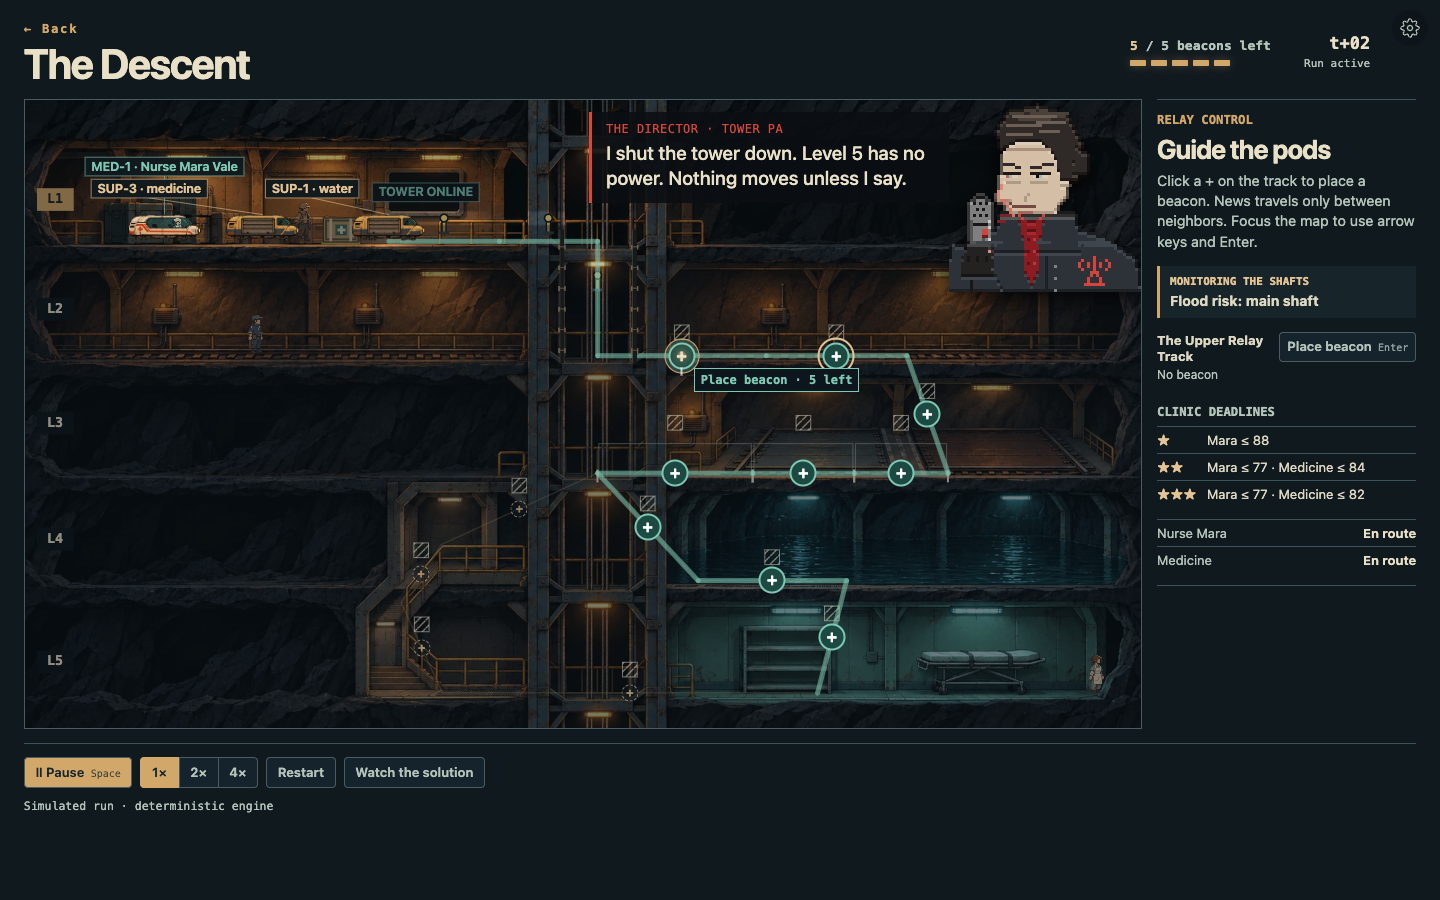 ← Back
The Descent
5 / 5 beacons left
t+02
Run active
THE DIRECTOR · TOWER PA
I shut the tower down. Level 5 has no
power. Nothing moves unless I say.
MED-1 · Nurse Mara Vale
SUP-3 · medicine
SUP-1 · water
TOWER ONLINE
L1
L2
L3
L4
L5
Place beacon · 5 left
RELAY CONTROL
Guide the pods
Click a + on the track to place a
beacon. News travels only between
neighbors. Focus the map to use arrow
keys and Enter.
MONITORING THE SHAFTS
Flood risk: main shaft
The Upper Relay
Track
No beacon
Place beacon Enter
CLINIC DEADLINES
★ Mara ≤ 88
★★ Mara ≤ 77 · Medicine ≤ 84
★★★ Mara ≤ 77 · Medicine ≤ 82
Nurse Mara En route
Medicine En route
II Pause Space
1×
2×
4×
Restart
Watch the solution
Simulated run · deterministic engine